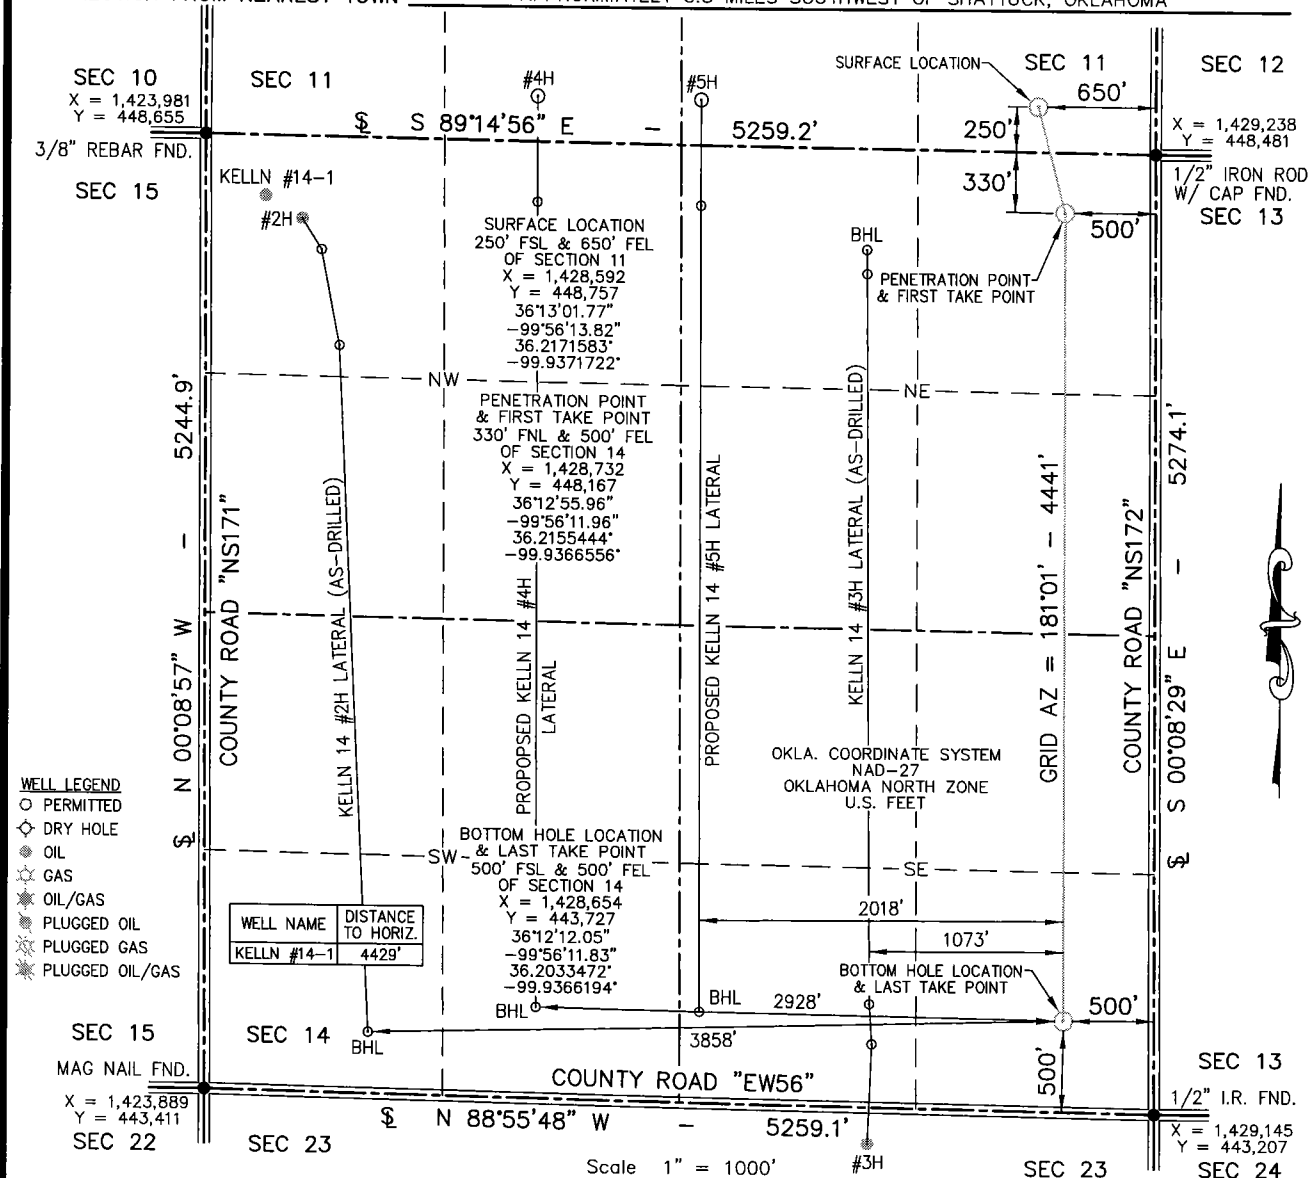 SEC 10
X = 1,423,981
Y = 448,655
3/8" REBAR FND.
SEC 15
SEC 11
#4H
#5H
SURFACE LOCATION
SEC 11
650'
SEC 12
S 89°14'56" E - 5259.2'
250'
330'
X = 1,429,238
Y = 448,481
1/2" IRON ROD
W/ CAP FND.
SEC 13
500'
KELLN #14-1
#2H
BHL
PENETRATION POINT
& FIRST TAKE POINT
SURFACE LOCATION
250' FSL & 650' FEL
OF SECTION 11
X = 1,428,592
Y = 448,757
36°13'01.77"
-99°56'13.82"
36.2171583°
-99.9371722°
NW
NE
PENETRATION POINT
& FIRST TAKE POINT
330' FNL & 500' FEL
OF SECTION 14
X = 1,428,732
Y = 448,167
36°12'55.96"
-99°56'11.96"
36.2155444°
-99.9366556°
N 00°08'57" W - 5244.9'
COUNTY ROAD "NS171"
KELLN 14 #2H LATERAL (AS-DRILLED)
PROPOPSED KELLN 14 #4H
LATERAL
PROPOSED KELLN 14 #5H LATERAL
KELLN 14 #3H LATERAL (AS-DRILLED)
GRID AZ = 181°01' - 4441'
COUNTY ROAD "NS172"
S 00°08'29" E - 5274.1'
OKLA. COORDINATE SYSTEM
NAD-27
OKLAHOMA NORTH ZONE
U.S. FEET
WELL LEGEND
PERMITTED
DRY HOLE
OIL
GAS
OIL/GAS
PLUGGED OIL
PLUGGED GAS
PLUGGED OIL/GAS
SW
SE
BOTTOM HOLE LOCATION
& LAST TAKE POINT
500' FSL & 500' FEL
OF SECTION 14
X = 1,428,654
Y = 443,727
36°12'12.05"
-99°56'11.83"
36.2033472°
-99.9366194°
WELL NAME DISTANCE TO HORIZ.
KELLN #14-1 4429'
2018'
1073'
BOTTOM HOLE LOCATION
& LAST TAKE POINT
BHL
BHL
2928'
500'
BHL
3858'
500'
SEC 15
SEC 14
SEC 13
MAG NAIL FND.
X = 1,423,889
Y = 443,411
SEC 22
SEC 23
COUNTY ROAD "EW56"
N 88°55'48" W - 5259.1'
1/2" I.R. FND.
X = 1,429,145
Y = 443,207
#3H
Scale 1" = 1000'
SEC 23
SEC 24